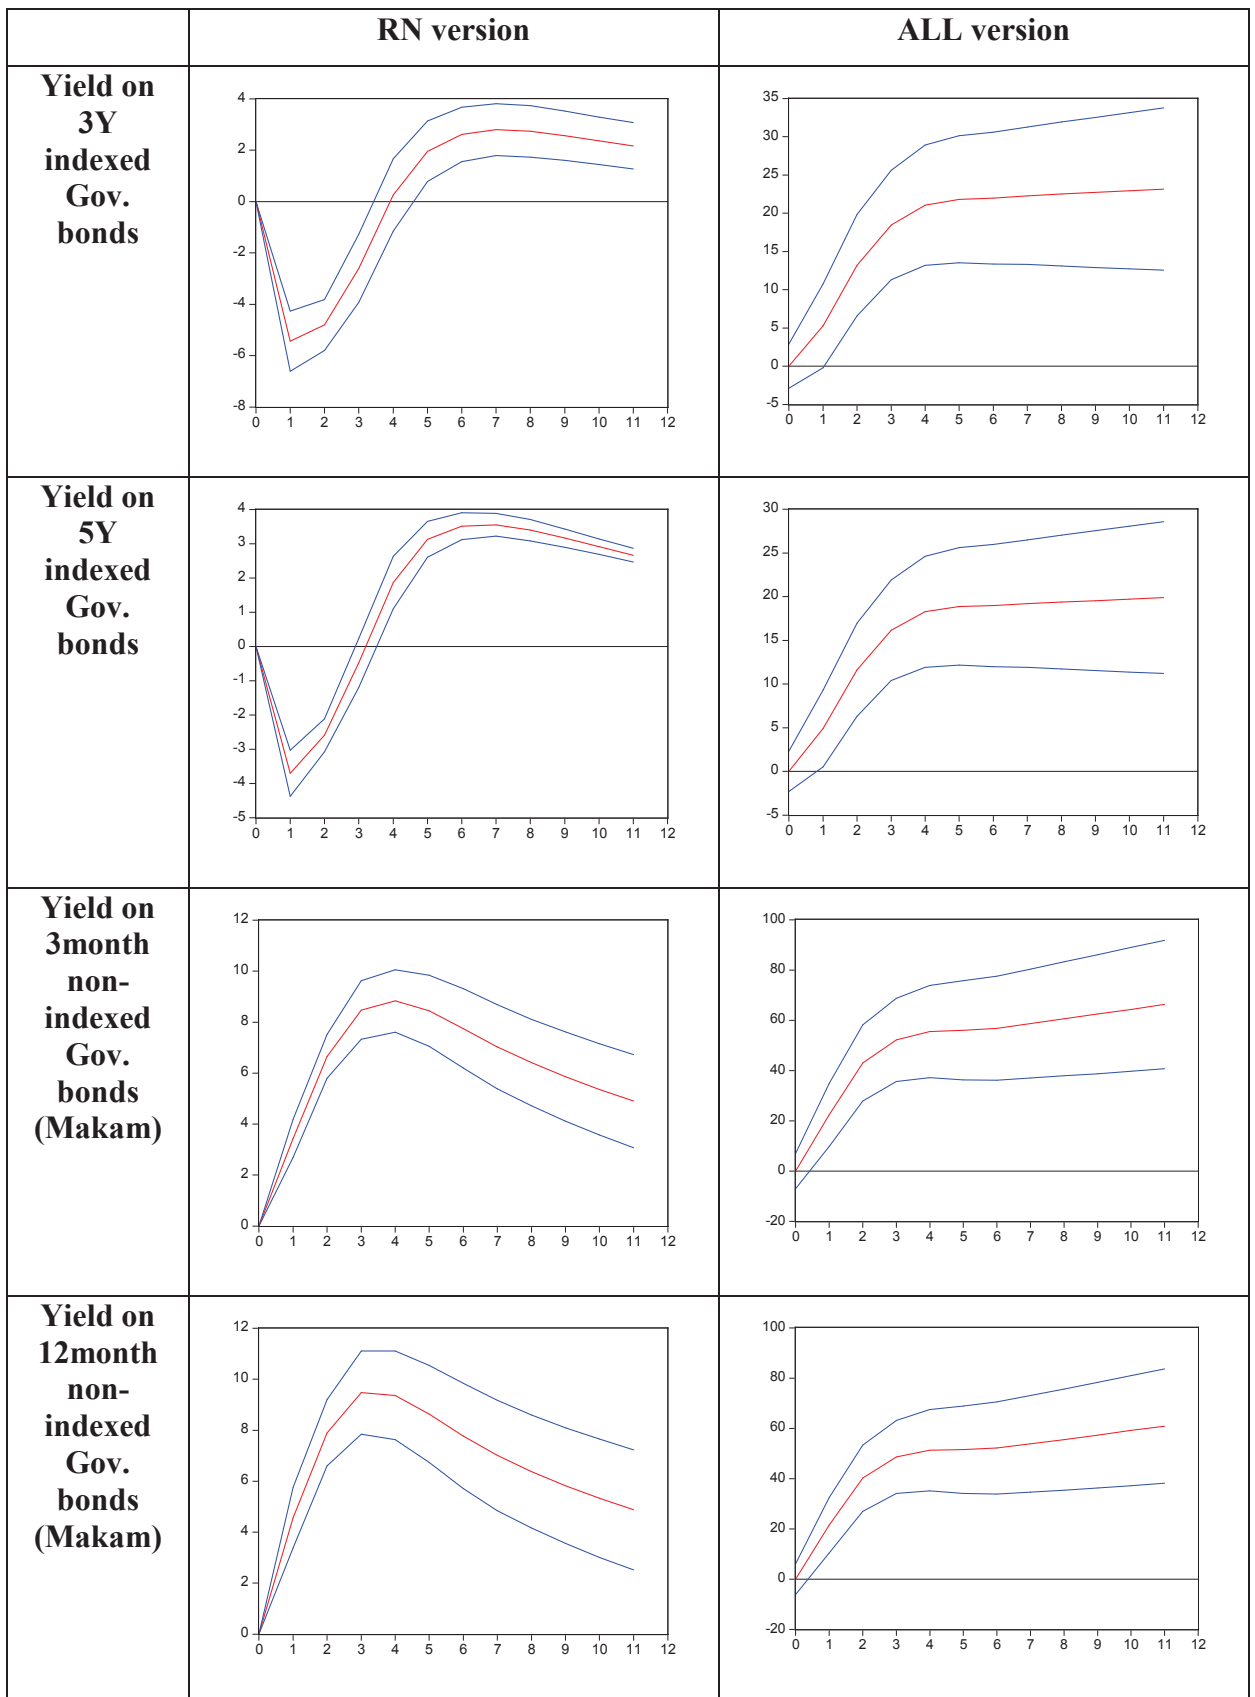 RN version
ALL version
Yield on
3Y
indexed
Gov.
bonds
4
2
0
-2
-4
-6
-8
0 1 2 3 4 5 6 7 8 9 10 11 12
35
30
25
20
15
10
5
0
-5
0 1 2 3 4 5 6 7 8 9 10 11 12
Yield on
5Y
indexed
Gov.
bonds
4
3
2
1
0
-1
-2
-3
-4
-5
0 1 2 3 4 5 6 7 8 9 10 11 12
30
25
20
15
10
5
0
-5
0 1 2 3 4 5 6 7 8 9 10 11 12
Yield on
3month
non-
indexed
Gov.
bonds
(Makam)
12
10
8
6
4
2
0
0 1 2 3 4 5 6 7 8 9 10 11 12
100
80
60
40
20
0
-20
0 1 2 3 4 5 6 7 8 9 10 11 12
Yield on
12month
non-
indexed
Gov.
bonds
(Makam)
12
10
8
6
4
2
0
0 1 2 3 4 5 6 7 8 9 10 11 12
100
80
60
40
20
0
-20
0 1 2 3 4 5 6 7 8 9 10 11 12